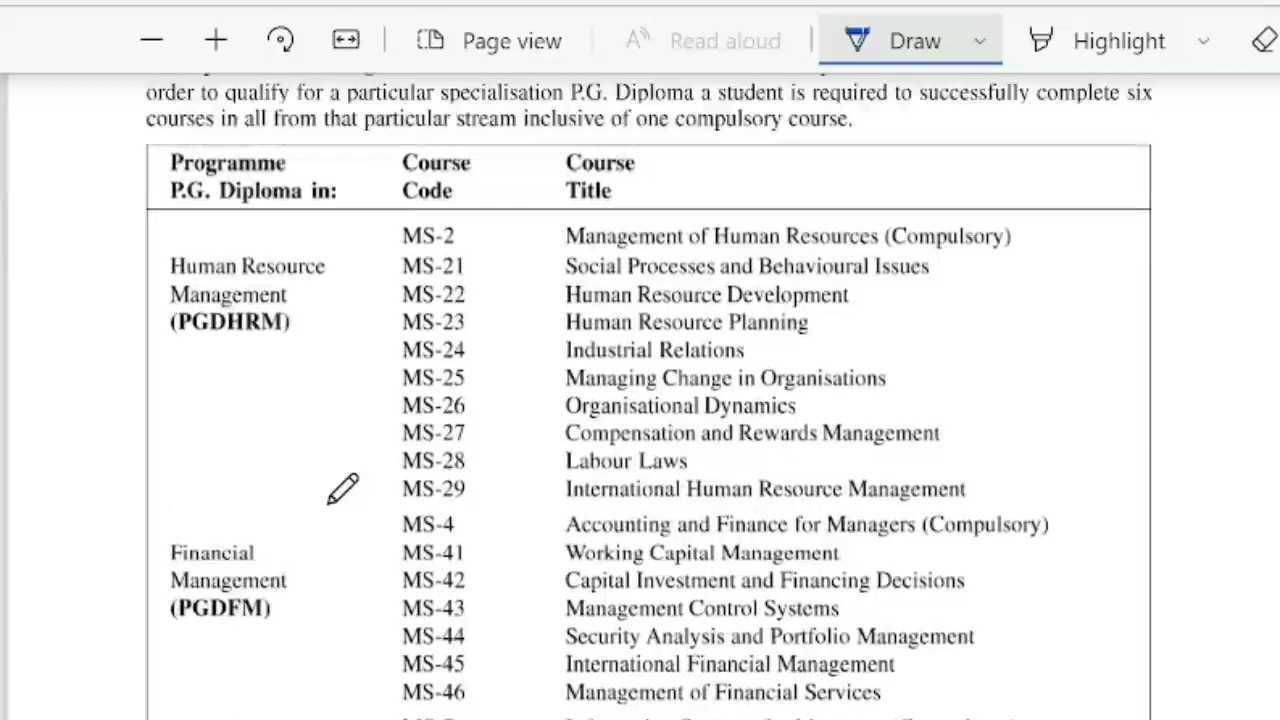 Page view
Read aloud
Draw
Highlight
order to qualify for a particular specialisation P.G. Diploma a student is required to successfully complete six
courses in all from that particular stream inclusive of one compulsory course.
Programme Course Course
P.G. Diploma in: Code Title
MS-2 Management of Human Resources (Compulsory)
Human Resource MS-21 Social Processes and Behavioural Issues
Management MS-22 Human Resource Development
(PGDHRM) MS-23 Human Resource Planning
MS-24 Industrial Relations
MS-25 Managing Change in Organisations
MS-26 Organisational Dynamics
MS-27 Compensation and Rewards Management
MS-28 Labour Laws
MS-29 International Human Resource Management
MS-4 Accounting and Finance for Managers (Compulsory)
Financial MS-41 Working Capital Management
Management MS-42 Capital Investment and Financing Decisions
(PGDFM) MS-43 Management Control Systems
MS-44 Security Analysis and Portfolio Management
MS-45 International Financial Management
MS-46 Management of Financial Services